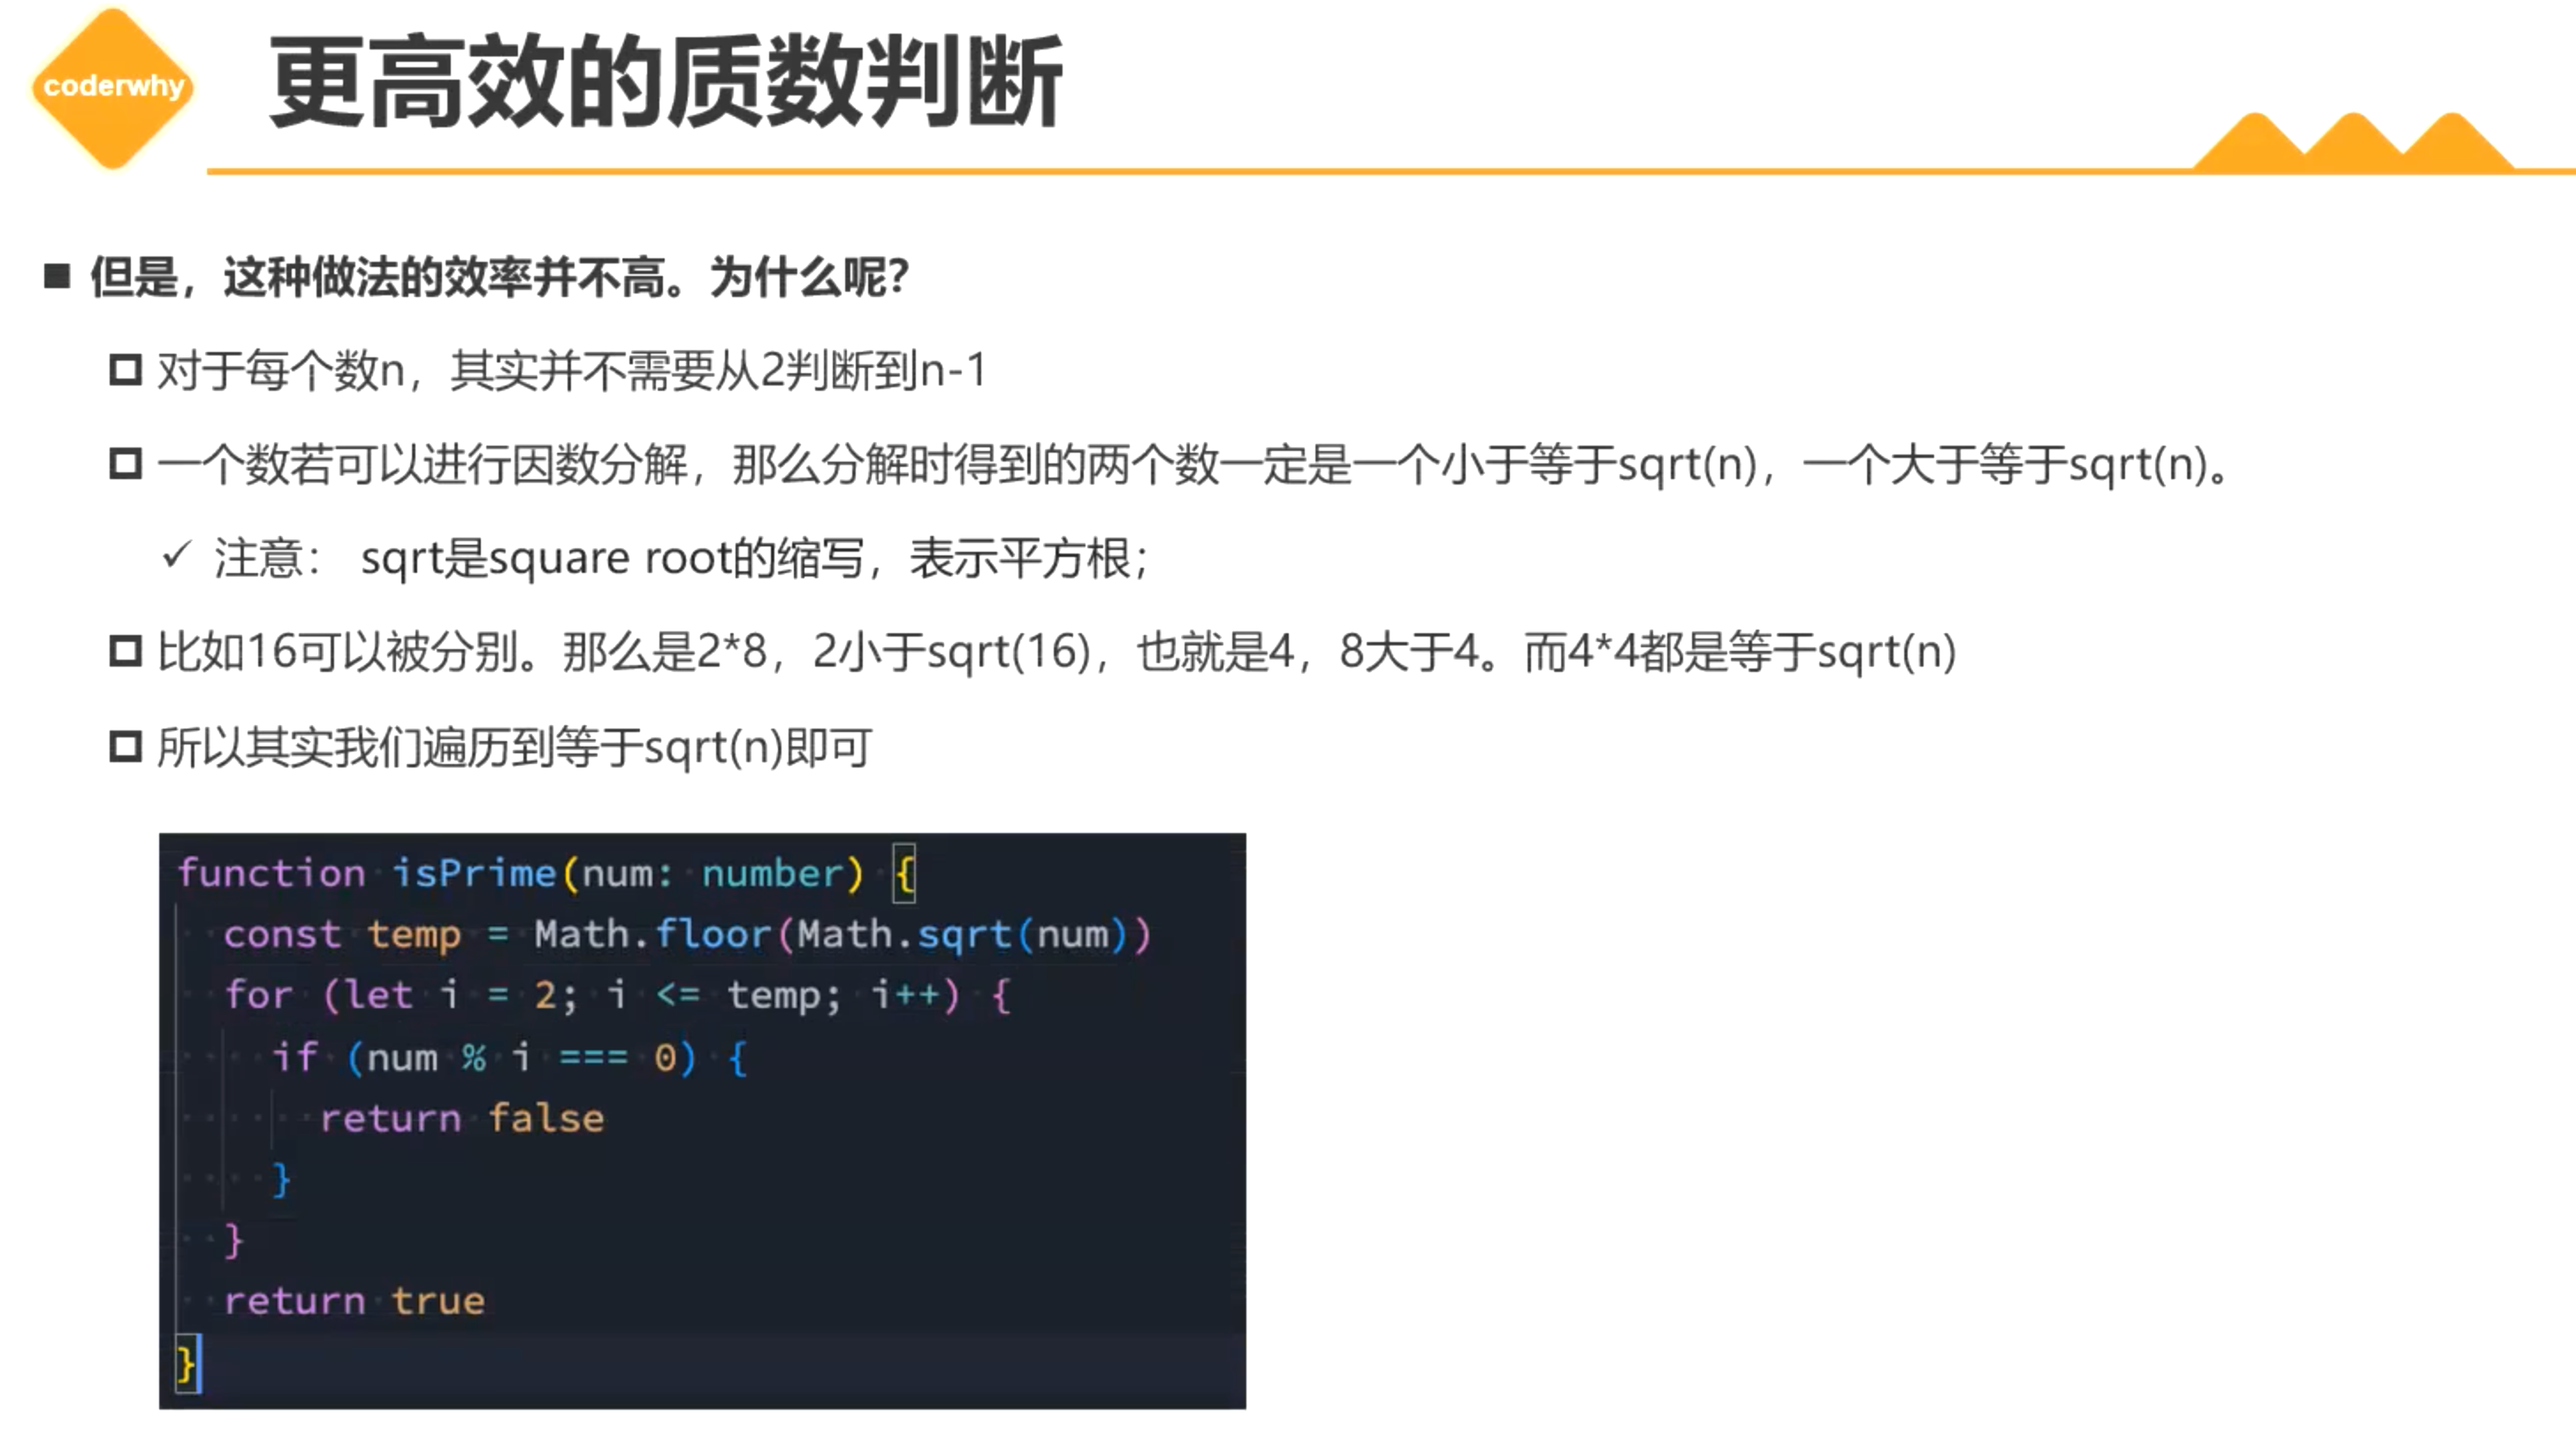 coderwhy
更高效的质数判断
但是，这种做法的效率并不高。为什么呢？
对于每个数n，其实并不需要从2判断到n-1
一个数若可以进行因数分解，那么分解时得到的两个数一定是一个小于等于sqrt(n)，一个大于等于sqrt(n)。
注意： sqrt是square root的缩写，表示平方根；
比如16可以被分别。那么是2*8，2小于sqrt(16)，也就是4，8大于4。而4*4都是等于sqrt(n)
所以其实我们遍历到等于sqrt(n)即可
function isPrime(num: number) {
  const temp = Math.floor(Math.sqrt(num))
  for (let i = 2; i <= temp; i++) {
    if (num % i === 0) {
      return false
    }
  }
  return true
}